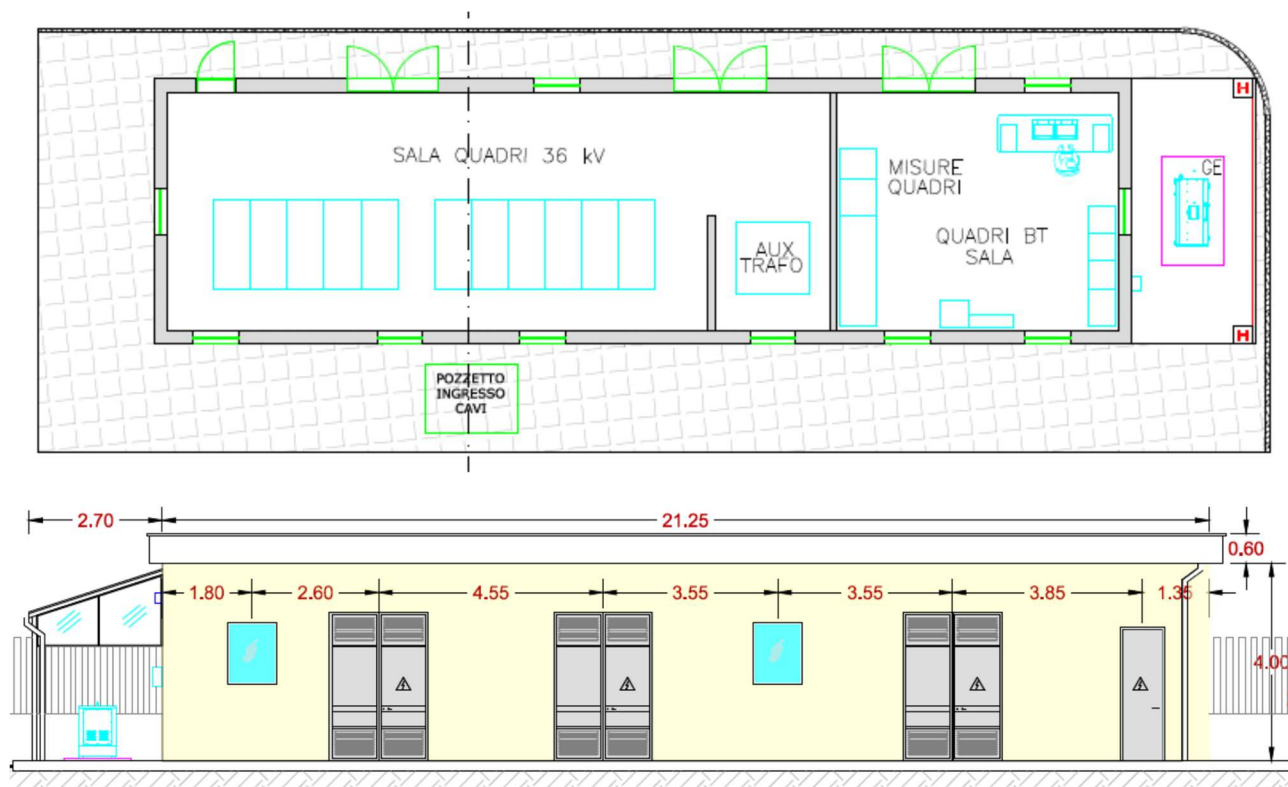 SALA QUADRI 36 kV
MISURE
QUADRI
GE
QUADRI BT
SALA
AUX
TRAFO
H
H
POZZETTO
INGRESSO
CAVI
2.70
21.25
0.60
1.80
2.60
4.55
3.55
3.55
3.85
1.35
4.00